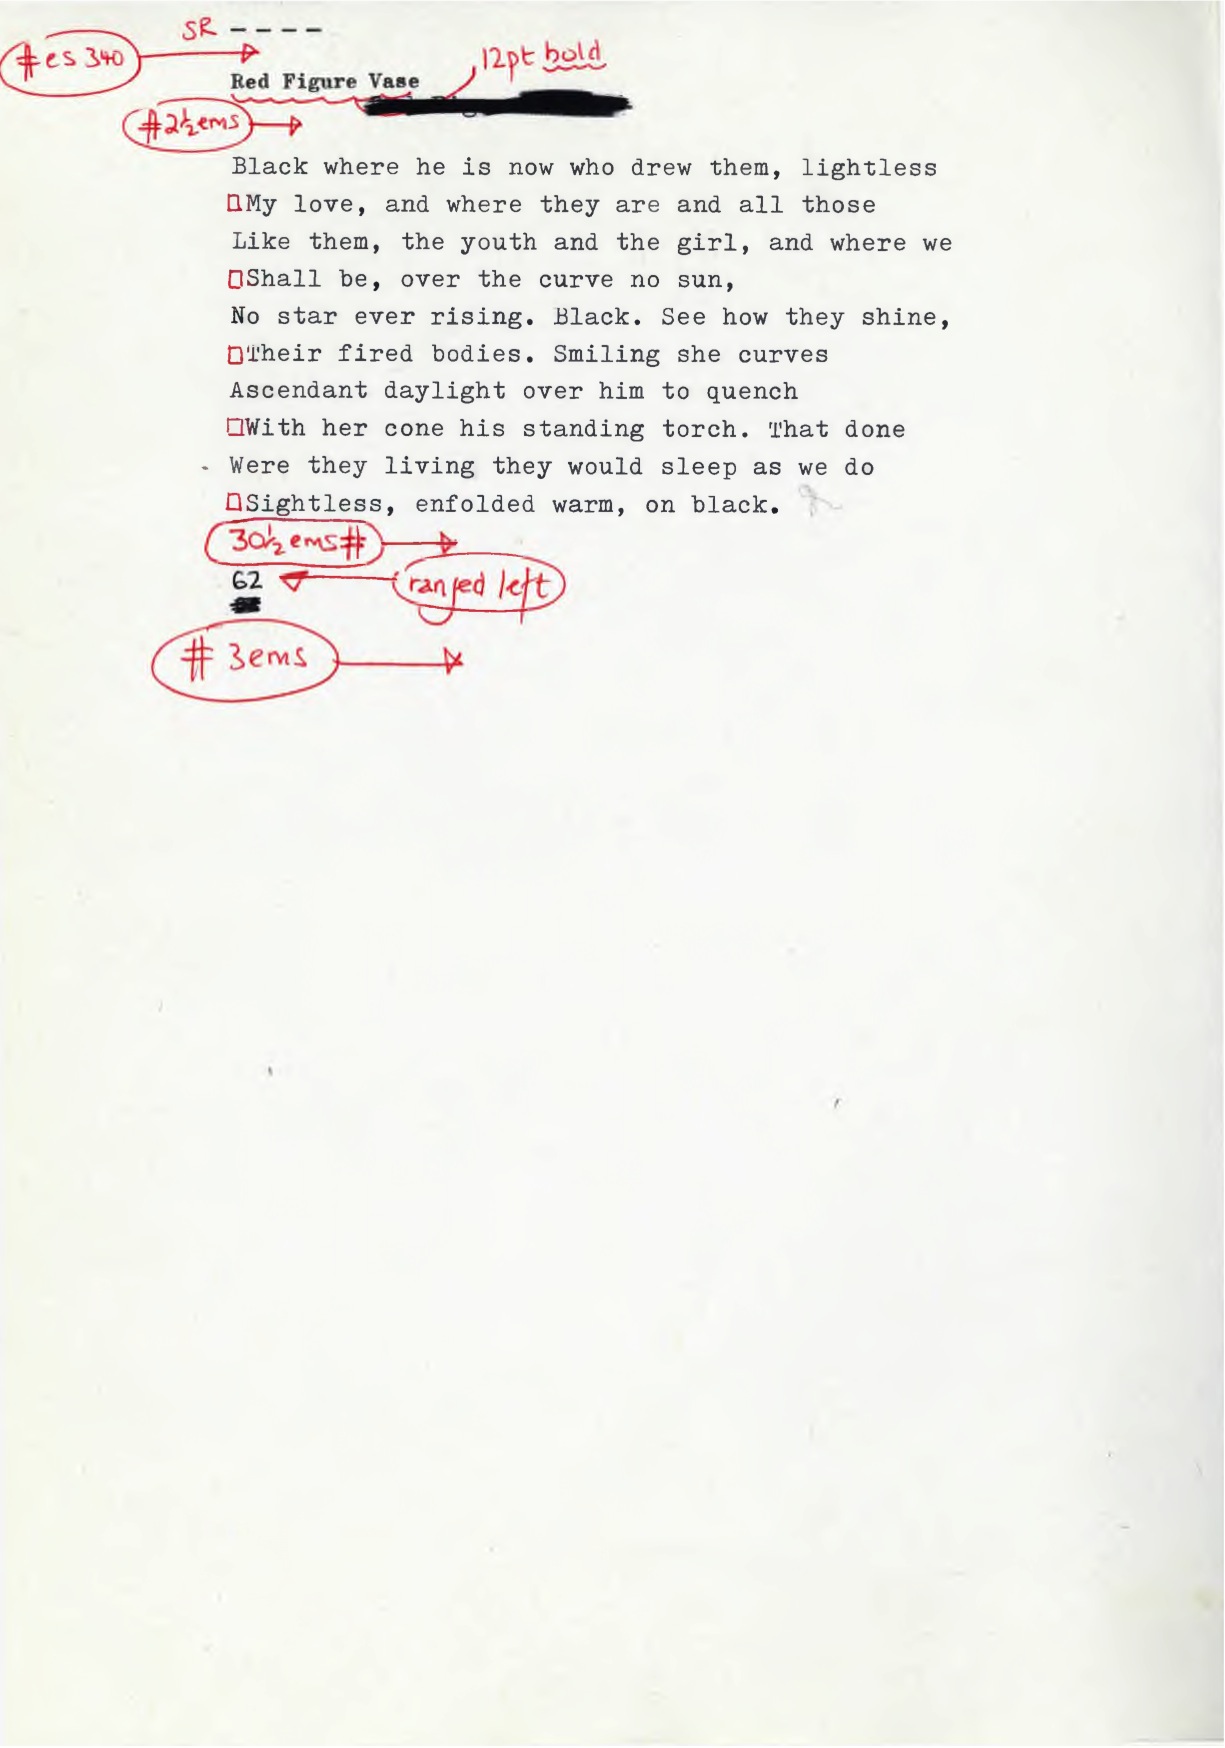 SR – – – –
#es 340
12pt bold
Red Figure Vase
#2½ems
Black where he is now who drew them, lightless
My love, and where they are and all those
Like them, the youth and the girl, and where we
Shall be, over the curve no sun,
No star ever rising. Black. See how they shine,
Their fired bodies. Smiling she curves
Ascendant daylight over him to quench
With her cone his standing torch. That done
Were they living they would sleep as we do
Sightless, enfolded warm, on black.
30½ ems#
62
ranged left
# 3ems